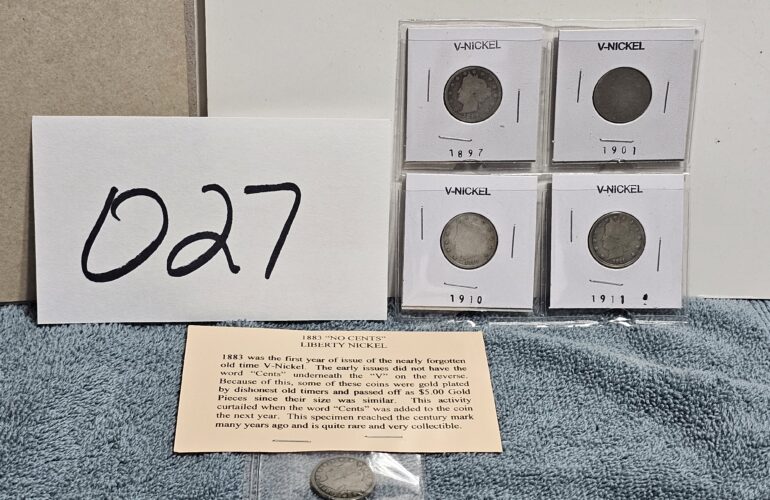 V-NICKEL
1897
V-NICKEL
1901
V-NICKEL
1910
V-NICKEL
1911
027
1883 "NO CENTS"
LIBERTY NICKEL
1883 was the first year of issue of the nearly forgotten
old time V-Nickel. The early issues did not have the
word "Cents" underneath the "V" on the reverse.
Because of this, some of these coins were gold plated
by dishonest old timers and passed off as $5.00 Gold
Pieces since their size was similar. This activity
curtailed when the word "Cents" was added to the coin
the next year. This specimen reached the century mark
many years ago and is quite rare and very collectible.